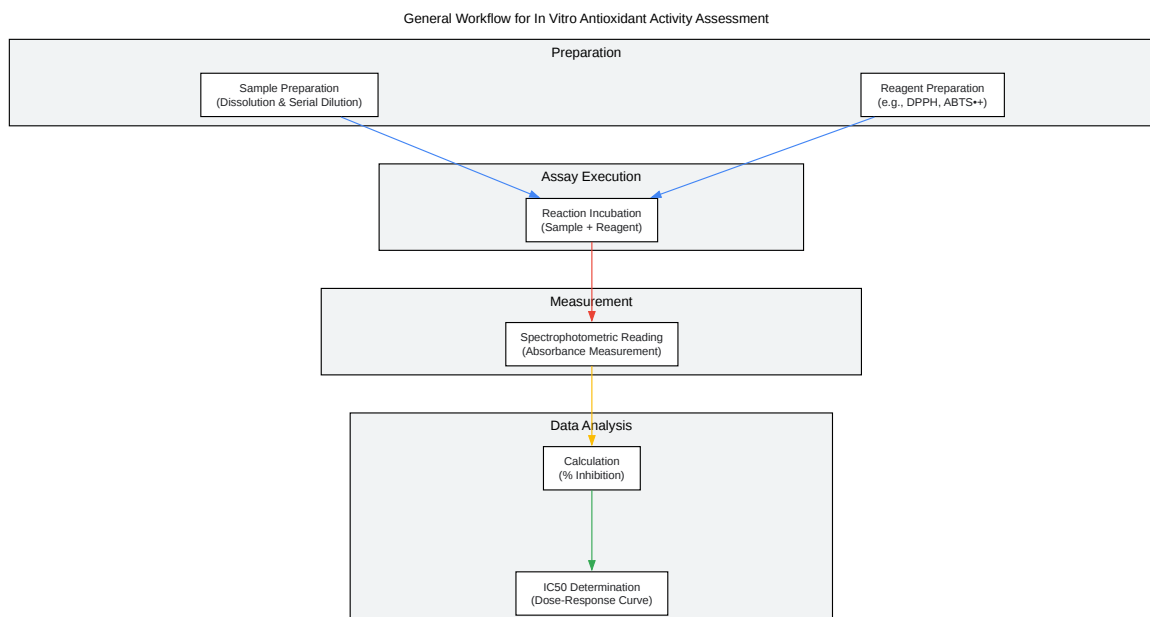 General Workflow for In Vitro Antioxidant Activity Assessment
Preparation
Sample Preparation
(Dissolution & Serial Dilution)
Reagent Preparation
(e.g., DPPH, ABTS•+)
Assay Execution
Reaction Incubation
(Sample + Reagent)
Measurement
Spectrophotometric Reading
(Absorbance Measurement)
Data Analysis
Calculation
(% Inhibition)
IC50 Determination
(Dose-Response Curve)